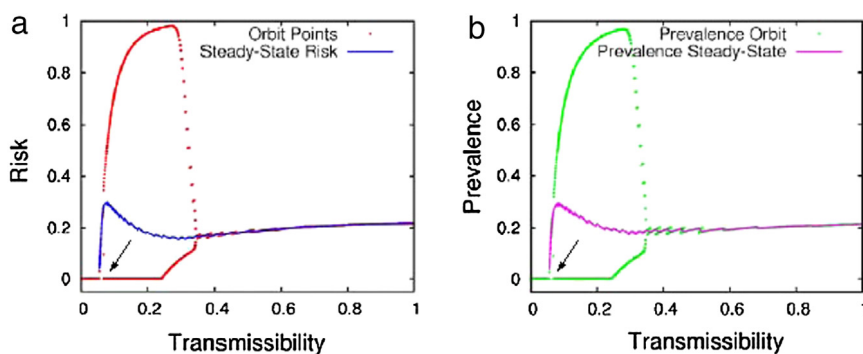 a
Orbit Points
Steady-State Risk
Risk
1
0.8
0.6
0.4
0.2
0
0 0.2 0.4 0.6 0.8 1
Transmissibility
b
Prevalence Orbit
Prevalence Steady-State
Prevalence
1
0.8
0.6
0.4
0.2
0
0 0.2 0.4 0.6 0.8 1
Transmissibility